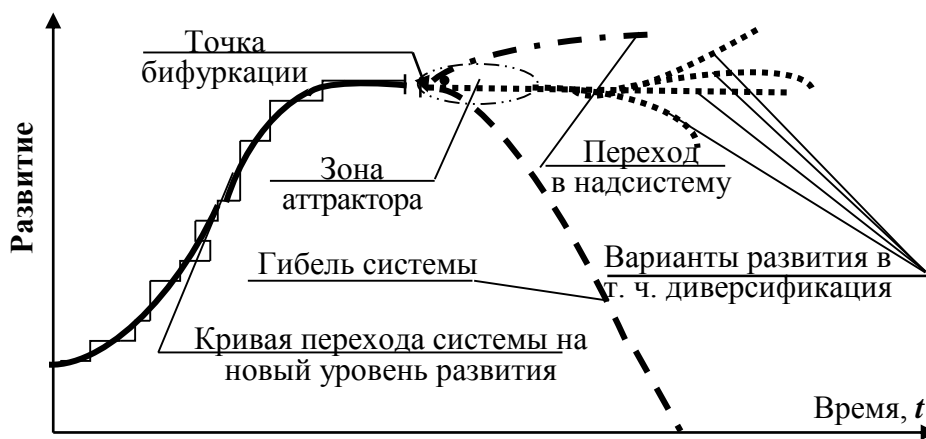 Точка
бифуркации
Развитие
Зона
аттрактора
Переход
в надсистему
Гибель системы
Варианты развития в
т. ч. диверсификация
Кривая перехода системы на
новый уровень развития
Время, t